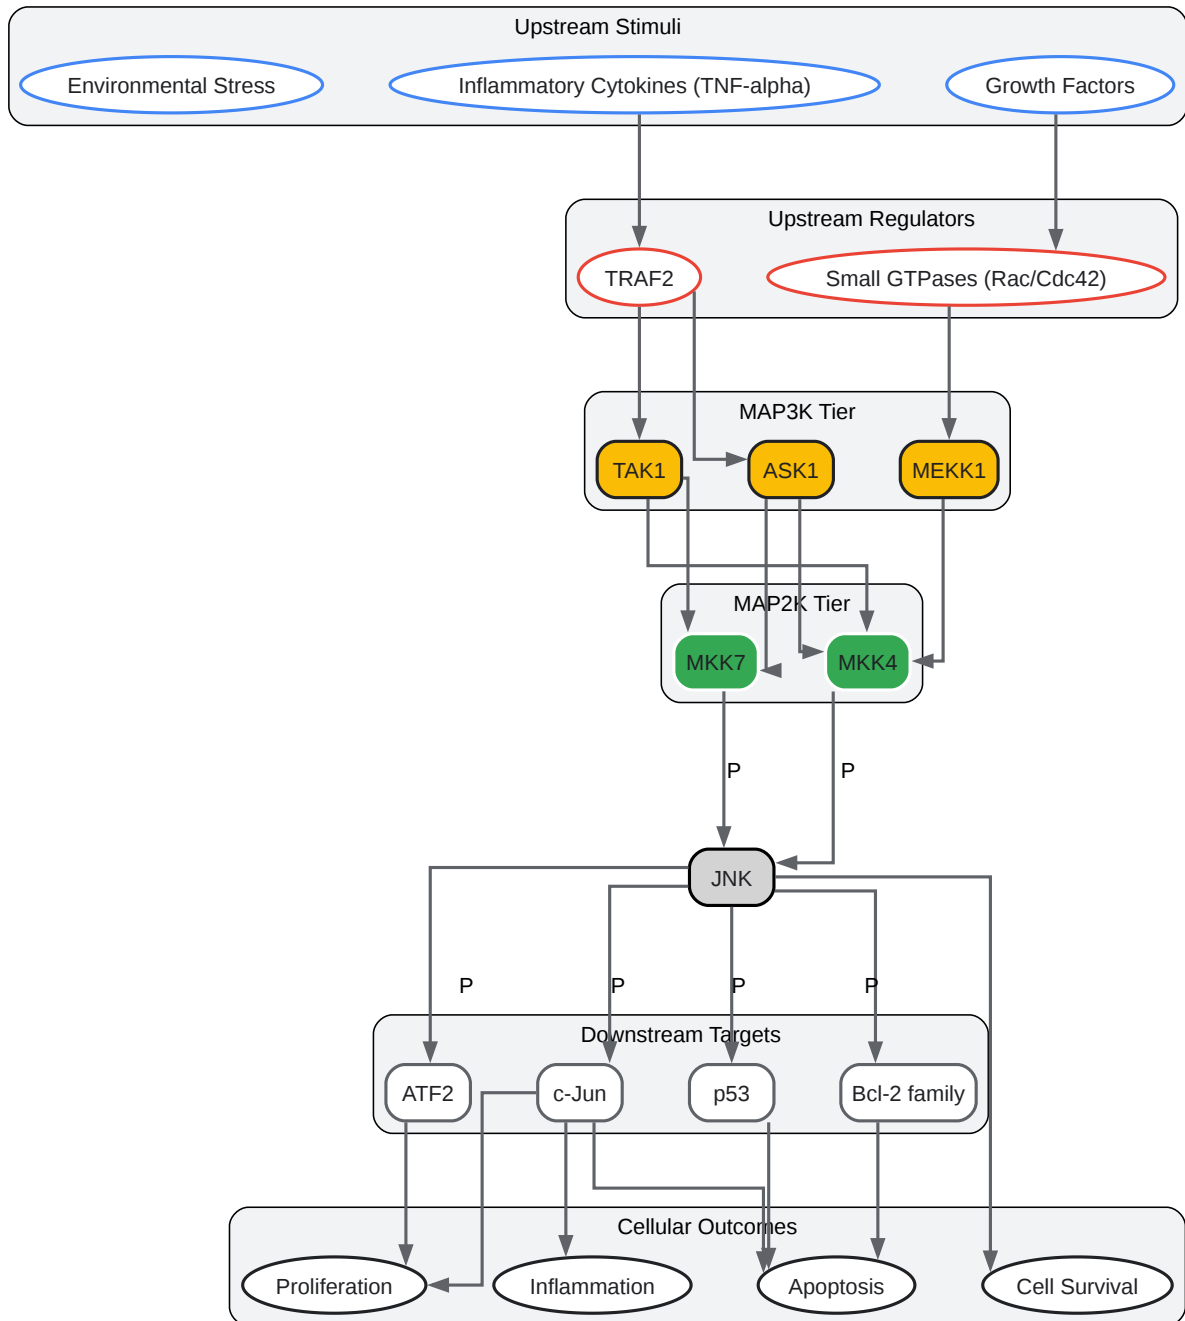 Upstream Stimuli
Environmental Stress
Inflammatory Cytokines (TNF-alpha)
Growth Factors
Upstream Regulators
TRAF2
Small GTPases (Rac/Cdc42)
MAP3K Tier
TAK1
ASK1
MEKK1
MAP2K Tier
MKK7
MKK4
P
P
JNK
P
P
P
P
Downstream Targets
ATF2
c-Jun
p53
Bcl-2 family
Cellular Outcomes
Proliferation
Inflammation
Apoptosis
Cell Survival